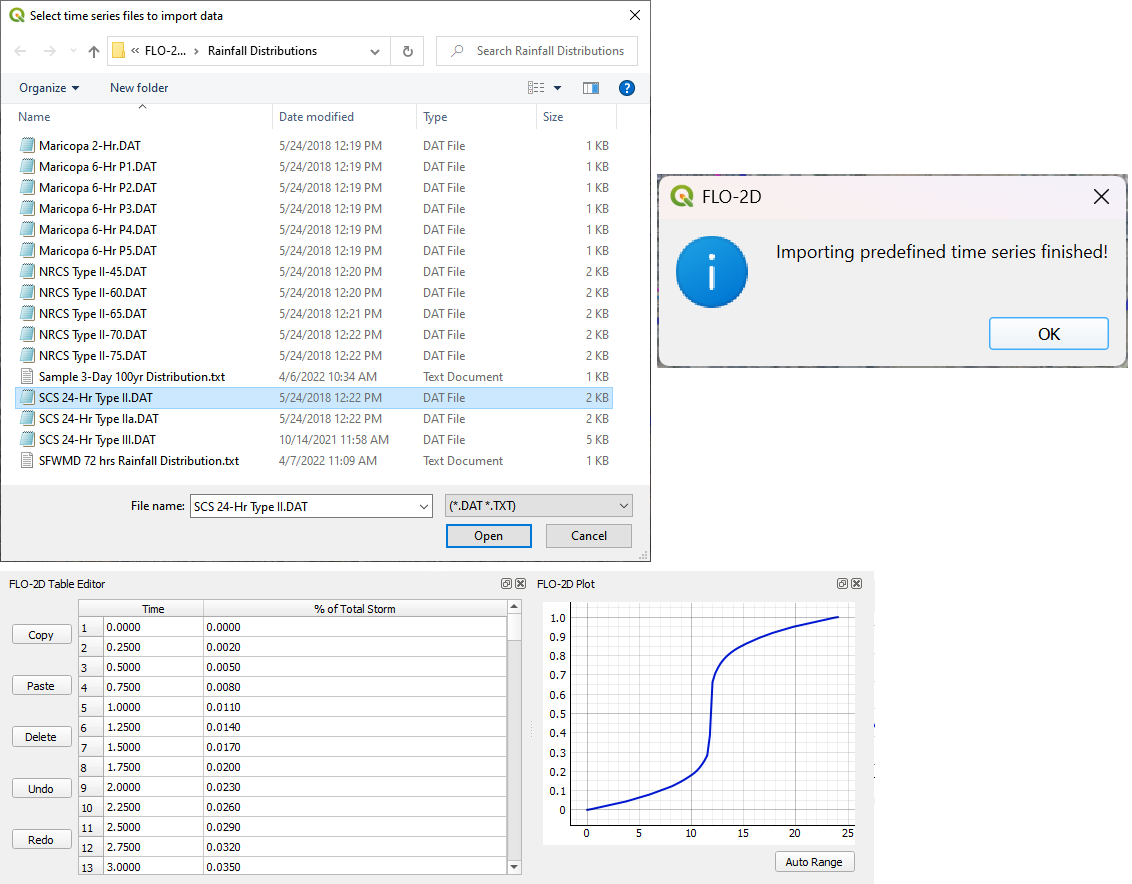 Select time series files to import data
« FLO-2... › Rainfall Distributions
Search Rainfall Distributions
Organize New folder
?
Name Date modified Type Size
Maricopa 2-Hr.DAT 5/24/2018 12:19 PM DAT File 1 KB
Maricopa 6-Hr P1.DAT 5/24/2018 12:19 PM DAT File 1 KB
Maricopa 6-Hr P2.DAT 5/24/2018 12:19 PM DAT File 1 KB
Maricopa 6-Hr P3.DAT 5/24/2018 12:19 PM DAT File 1 KB
Maricopa 6-Hr P4.DAT 5/24/2018 12:19 PM DAT File 1 KB
Maricopa 6-Hr P5.DAT 5/24/2018 12:19 PM DAT File 1 KB
NRCS Type II-45.DAT 5/24/2018 12:20 PM DAT File 2 KB
NRCS Type II-60.DAT 5/24/2018 12:20 PM DAT File 2 KB
NRCS Type II-65.DAT 5/24/2018 12:21 PM DAT File 2 KB
NRCS Type II-70.DAT 5/24/2018 12:22 PM DAT File 2 KB
NRCS Type II-75.DAT 5/24/2018 12:22 PM DAT File 2 KB
Sample 3-Day 100yr Distribution.txt 4/6/2022 10:34 AM Text Document 1 KB
SCS 24-Hr Type II.DAT 5/24/2018 12:22 PM DAT File 2 KB
SCS 24-Hr Type IIa.DAT 5/24/2018 12:22 PM DAT File 2 KB
SCS 24-Hr Type III.DAT 10/14/2021 11:58 AM DAT File 5 KB
SFWMD 72 hrs Rainfall Distribution.txt 4/7/2022 11:09 AM Text Document 1 KB
File name: SCS 24-Hr Type II.DAT (*.DAT *.TXT)
Open Cancel
FLO-2D
Importing predefined time series finished!
OK
FLO-2D Table Editor
Copy
Paste
Delete
Undo
Redo
Time % of Total Storm
1 0.0000 0.0000
2 0.2500 0.0020
3 0.5000 0.0050
4 0.7500 0.0080
5 1.0000 0.0110
6 1.2500 0.0140
7 1.5000 0.0170
8 1.7500 0.0200
9 2.0000 0.0230
10 2.2500 0.0260
11 2.5000 0.0290
12 2.7500 0.0320
13 3.0000 0.0350
FLO-2D Plot
1.0
0.9
0.8
0.7
0.6
0.5
0.4
0.3
0.2
0.1
0
0 5 10 15 20 25
Auto Range